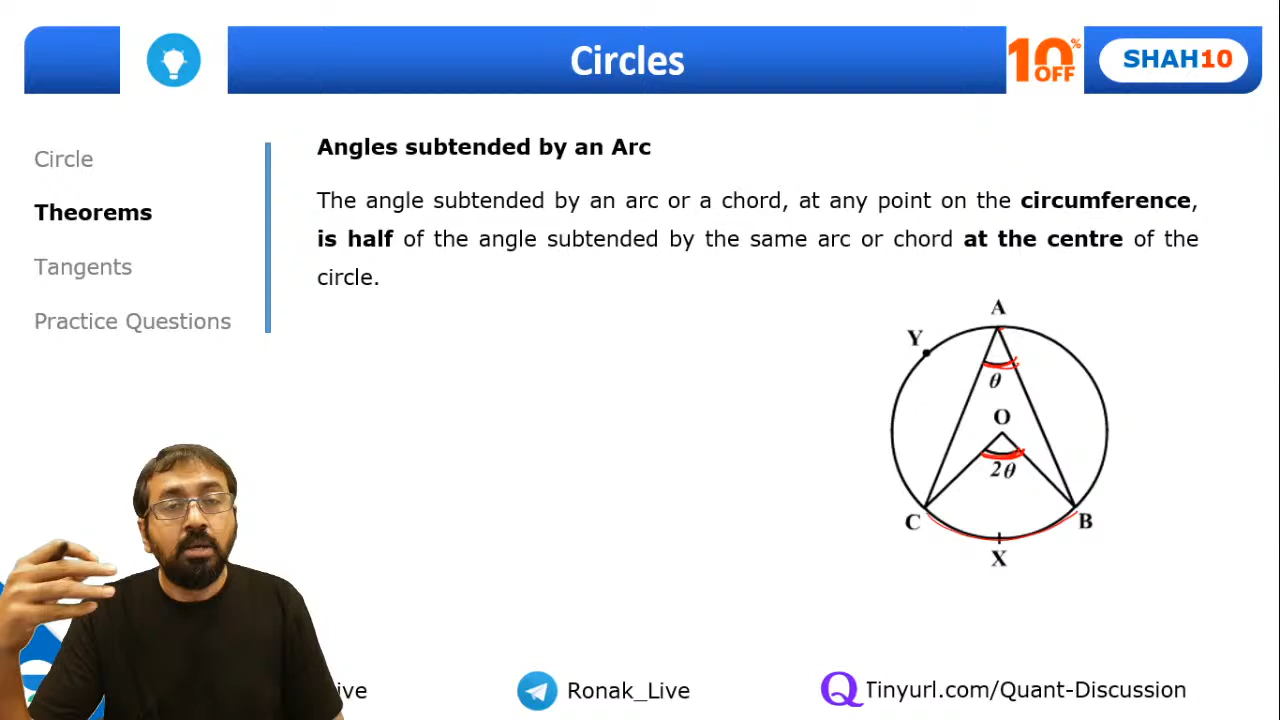 Circles
10% OFF
SHAH10
Circle
Theorems
Tangents
Practice Questions
Angles subtended by an Arc
The angle subtended by an arc or a chord, at any point on the circumference,
is half of the angle subtended by the same arc or chord at the centre of the
circle.
A
Y
θ
O
2θ
C
B
X
Ronak_Live
Tinyurl.com/Quant-Discussion